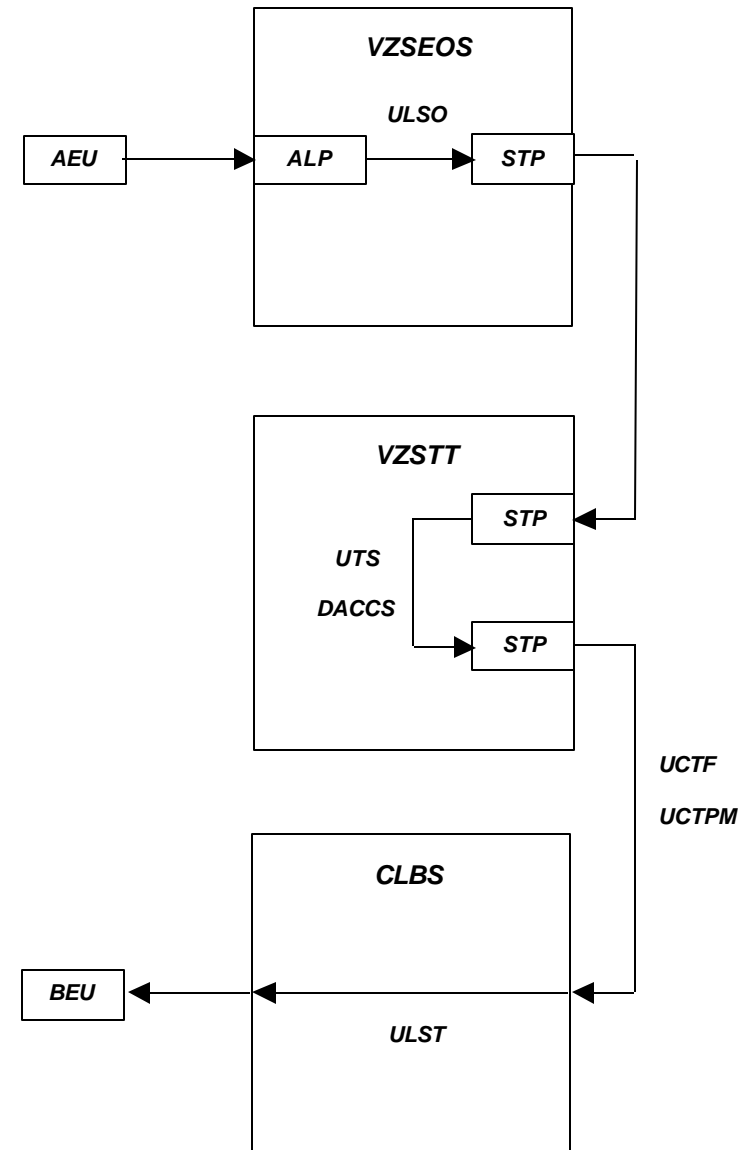 VZSEOS
ULSO
AEU
ALP
STP
VZSTT
STP
UTS
DACCS
STP
UCTF
UCTPM
CLBS
BEU
ULST